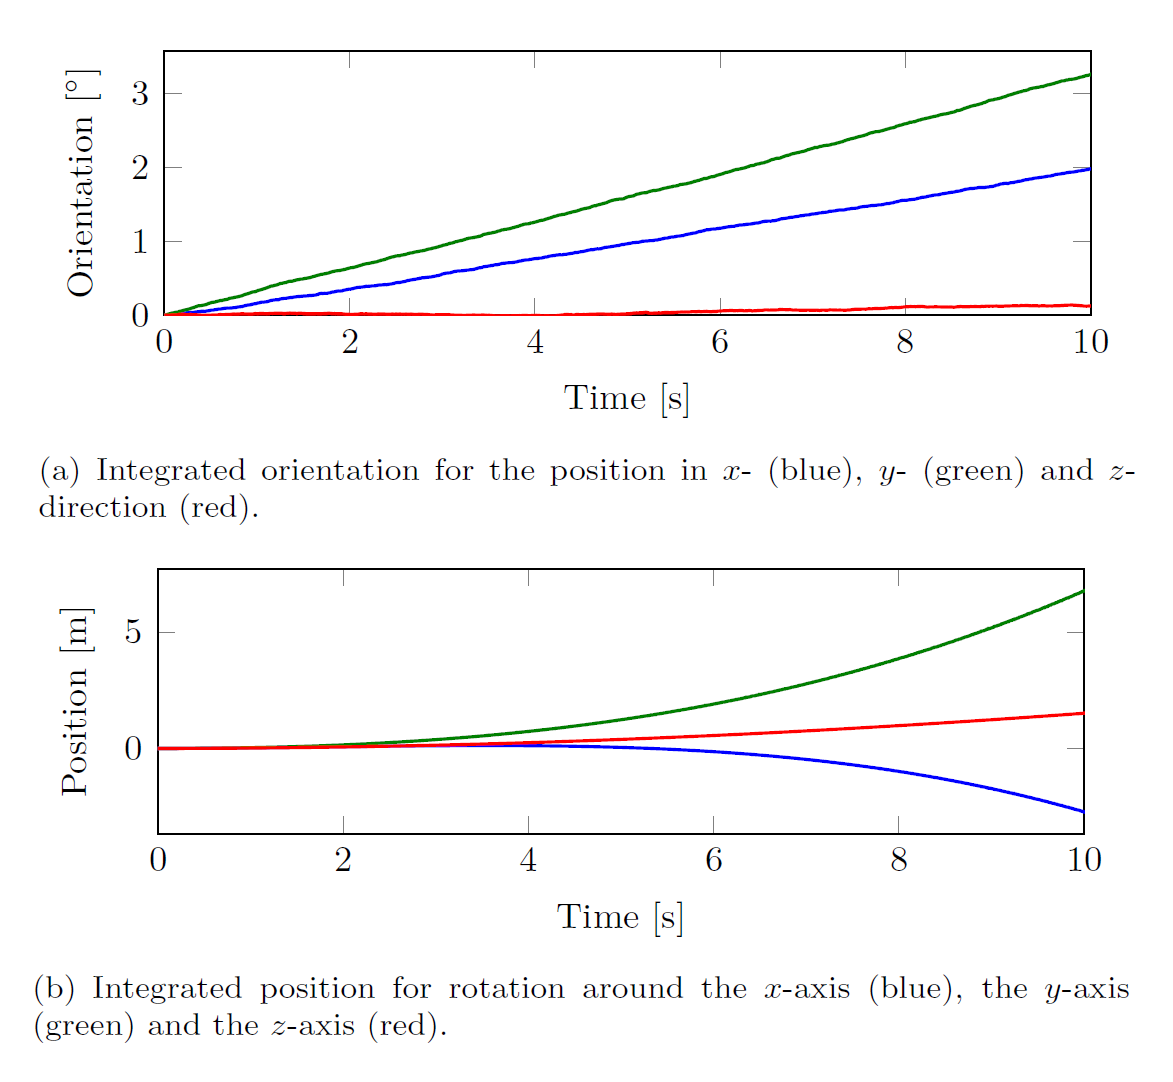 3
2
1
0
Orientation [°]
0 2 4 6 8 10
Time [s]
(a) Integrated orientation for the position in x- (blue), y- (green) and z-
direction (red).
5
0
Position [m]
0 2 4 6 8 10
Time [s]
(b) Integrated position for rotation around the x-axis (blue), the y-axis
(green) and the z-axis (red).